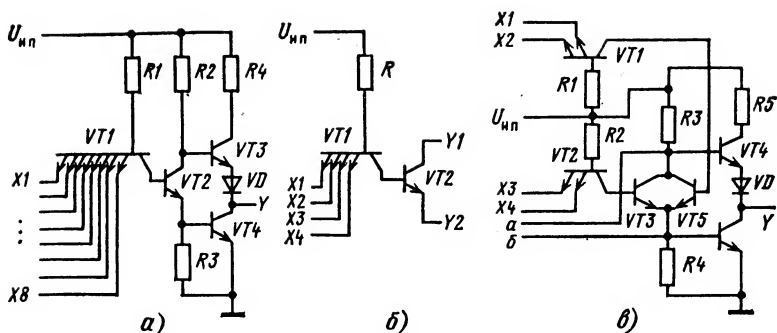 Uип
R1
R2
R4
VT1
VT3
X1
VT2
VD
Y
VT4
R3
X8
а)
Uип
R
VT1
Y1
X1
X2
X3
X4
VT2
Y2
б)
X1
X2
VT1
R1
R5
Uип
R3
R2
VT4
VT2
VD
X3
X4
VT3
VT5
Y
а
б
R4
в)